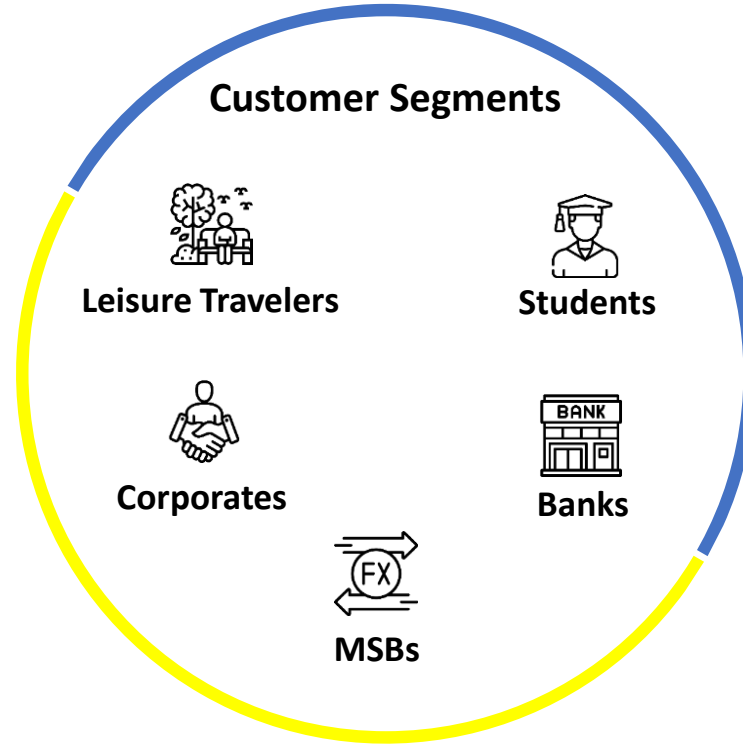 Customer Segments
Leisure Travelers
Students
BANK
Corporates
Banks
FX
MSBs